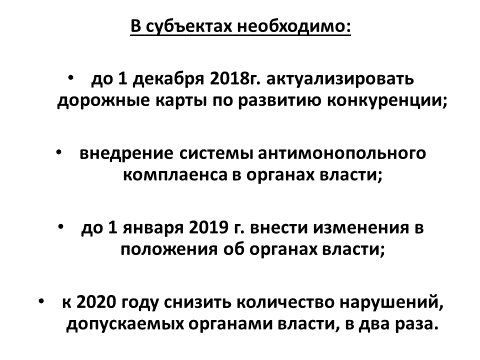 В субъектах необходимо:
• до 1 декабря 2018г. актуализировать
дорожные карты по развитию конкуренции;
• внедрение системы антимонопольного
комплаенса в органах власти;
• до 1 января 2019 г. внести изменения в
положения об органах власти;
• к 2020 году снизить количество нарушений,
допускаемых органами власти, в два раза.